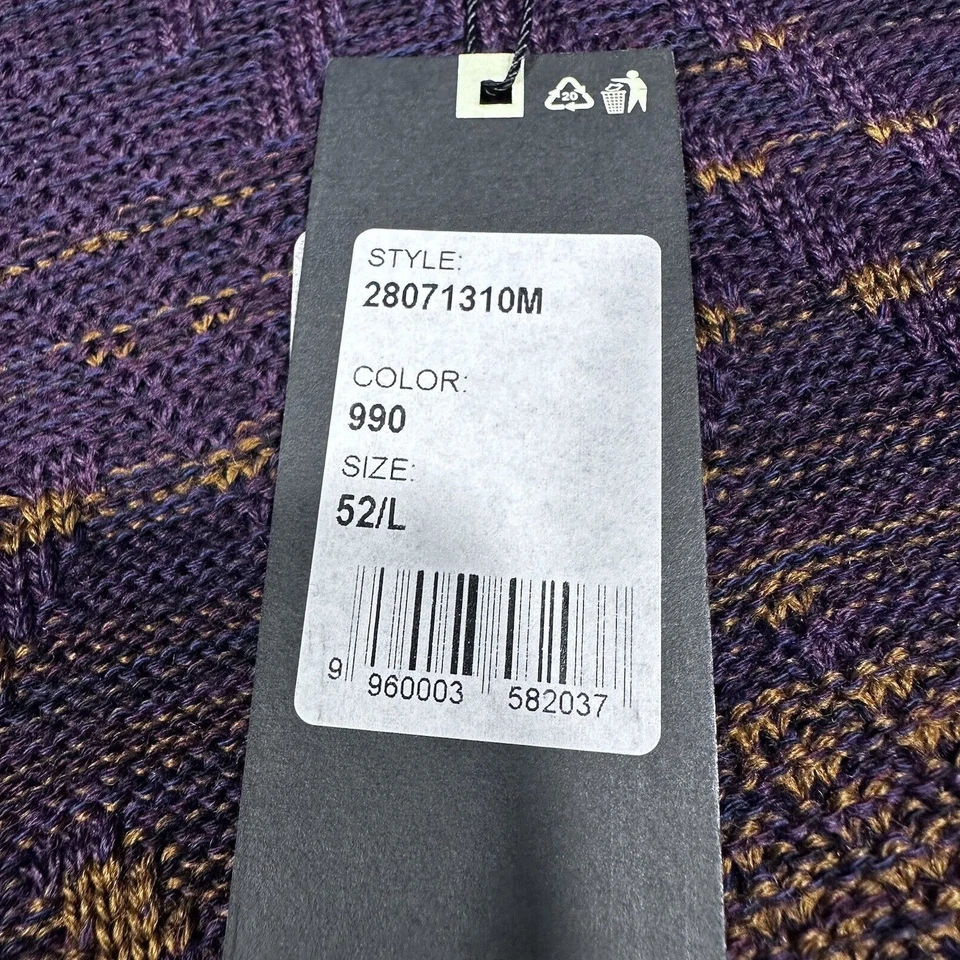 20
STYLE:
28071310M
COLOR:
990
SIZE:
52/L
9 960003 582037